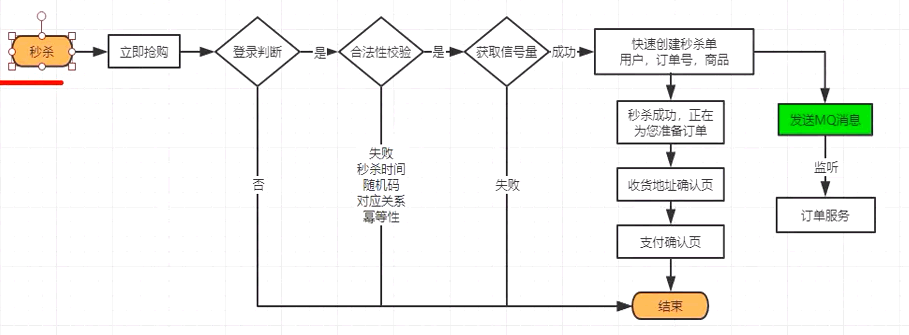 秒杀
立即抢购
登录判断
是
合法性校验
是
获取信号量
成功
快速创建秒杀单
用户，订单号，商品
秒杀成功，正在
为您准备订单
发送MQ消息
监听
否
失败
秒杀时间
随机码
对应关系
幂等性
失败
收货地址确认页
订单服务
支付确认页
结束